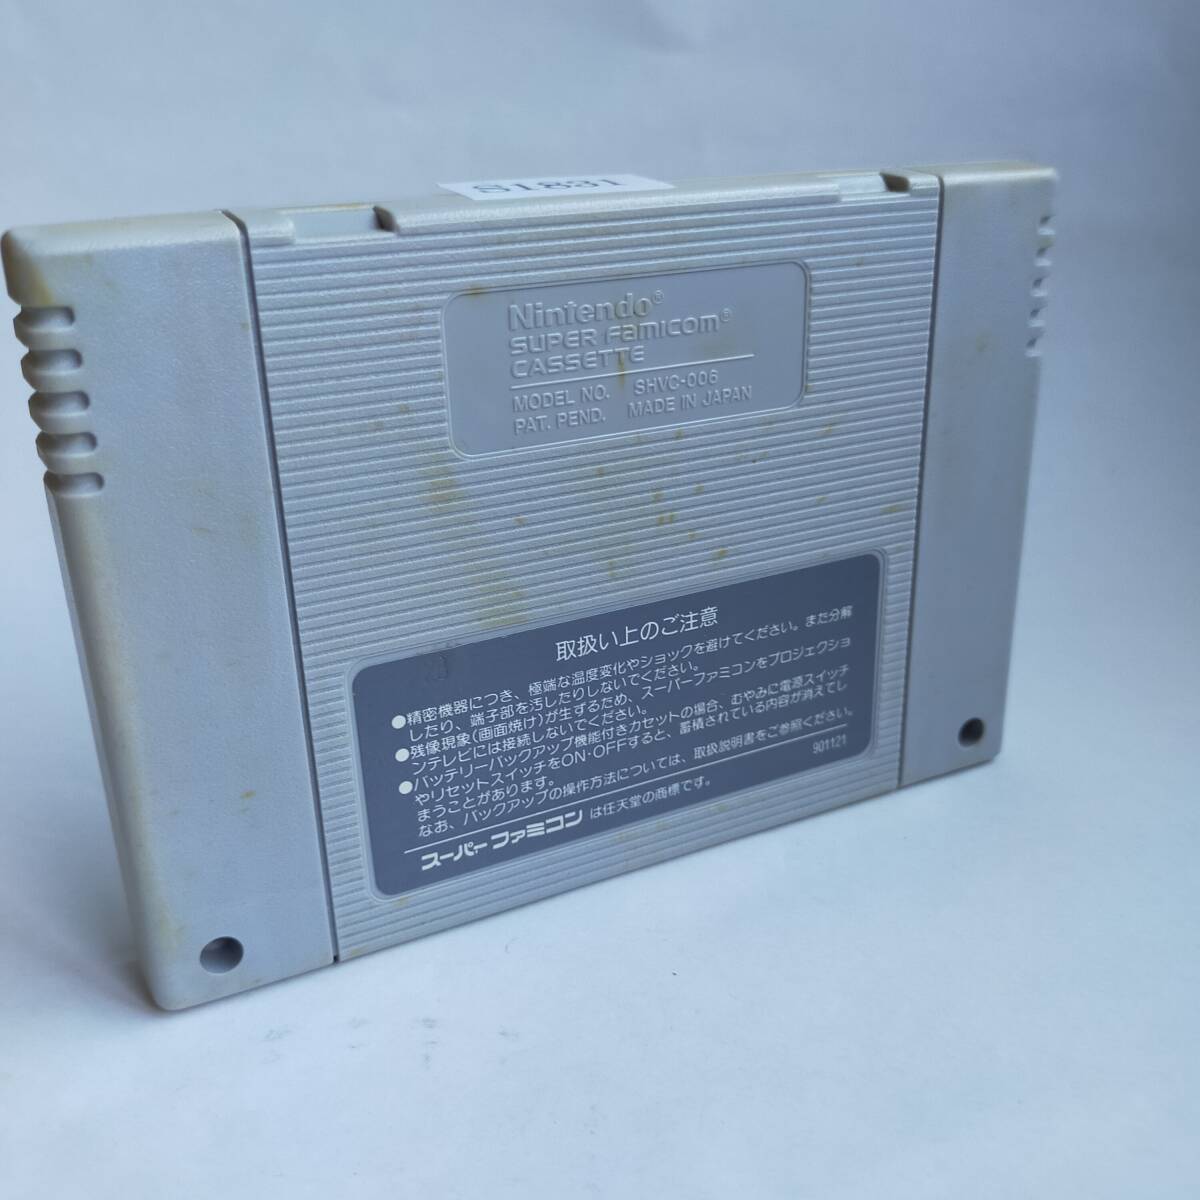 S1831
Nintendo®
SUPER Famicom®
CASSETTE
MODEL NO. SHVC-006
PAT. PEND. MADE IN JAPAN
取扱い上のご注意
●精密機器につき、極端な温度変化やショックを避けてください。また分解
したり、端子部を汚したりしないでください。
●残像現象(画面焼け)が生ずるため、スーパーファミコンをプロジェクショ
ンテレビには接続しないでください。
●バッテリーバックアップ機能付きカセットの場合、むやみに電源スイッチ
やリセットスイッチをON・OFFすると、蓄積されている内容が消えてし
まうことがあります。
なお、バックアップの操作方法については、取扱説明書をご参照ください。
901121
スーパーファミコン は任天堂の商標です。